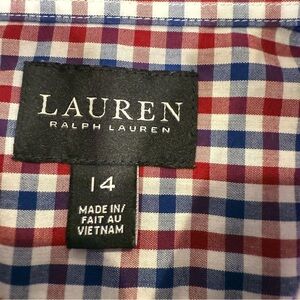 LAUREN
RALPH LAUREN
14
MADE IN/
FAIT AU
VIETNAM